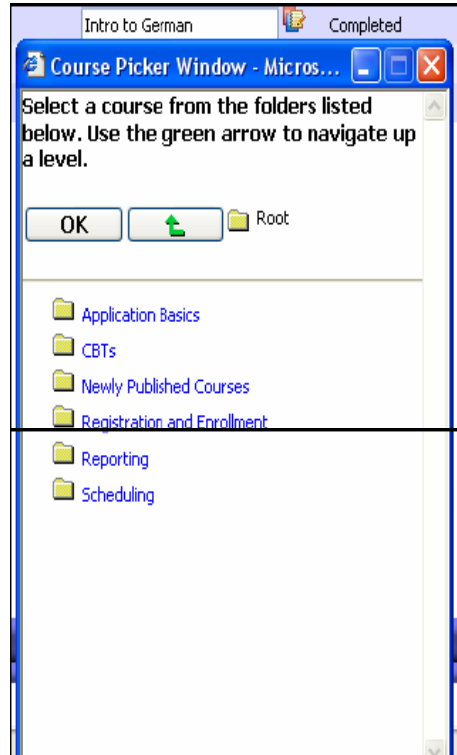 Intro to German Completed
Course Picker Window - Micros...
Select a course from the folders listed
below. Use the green arrow to navigate up
a level.
OK Root
Application Basics
CBTs
Newly Published Courses
Registration and Enrollment
Reporting
Scheduling